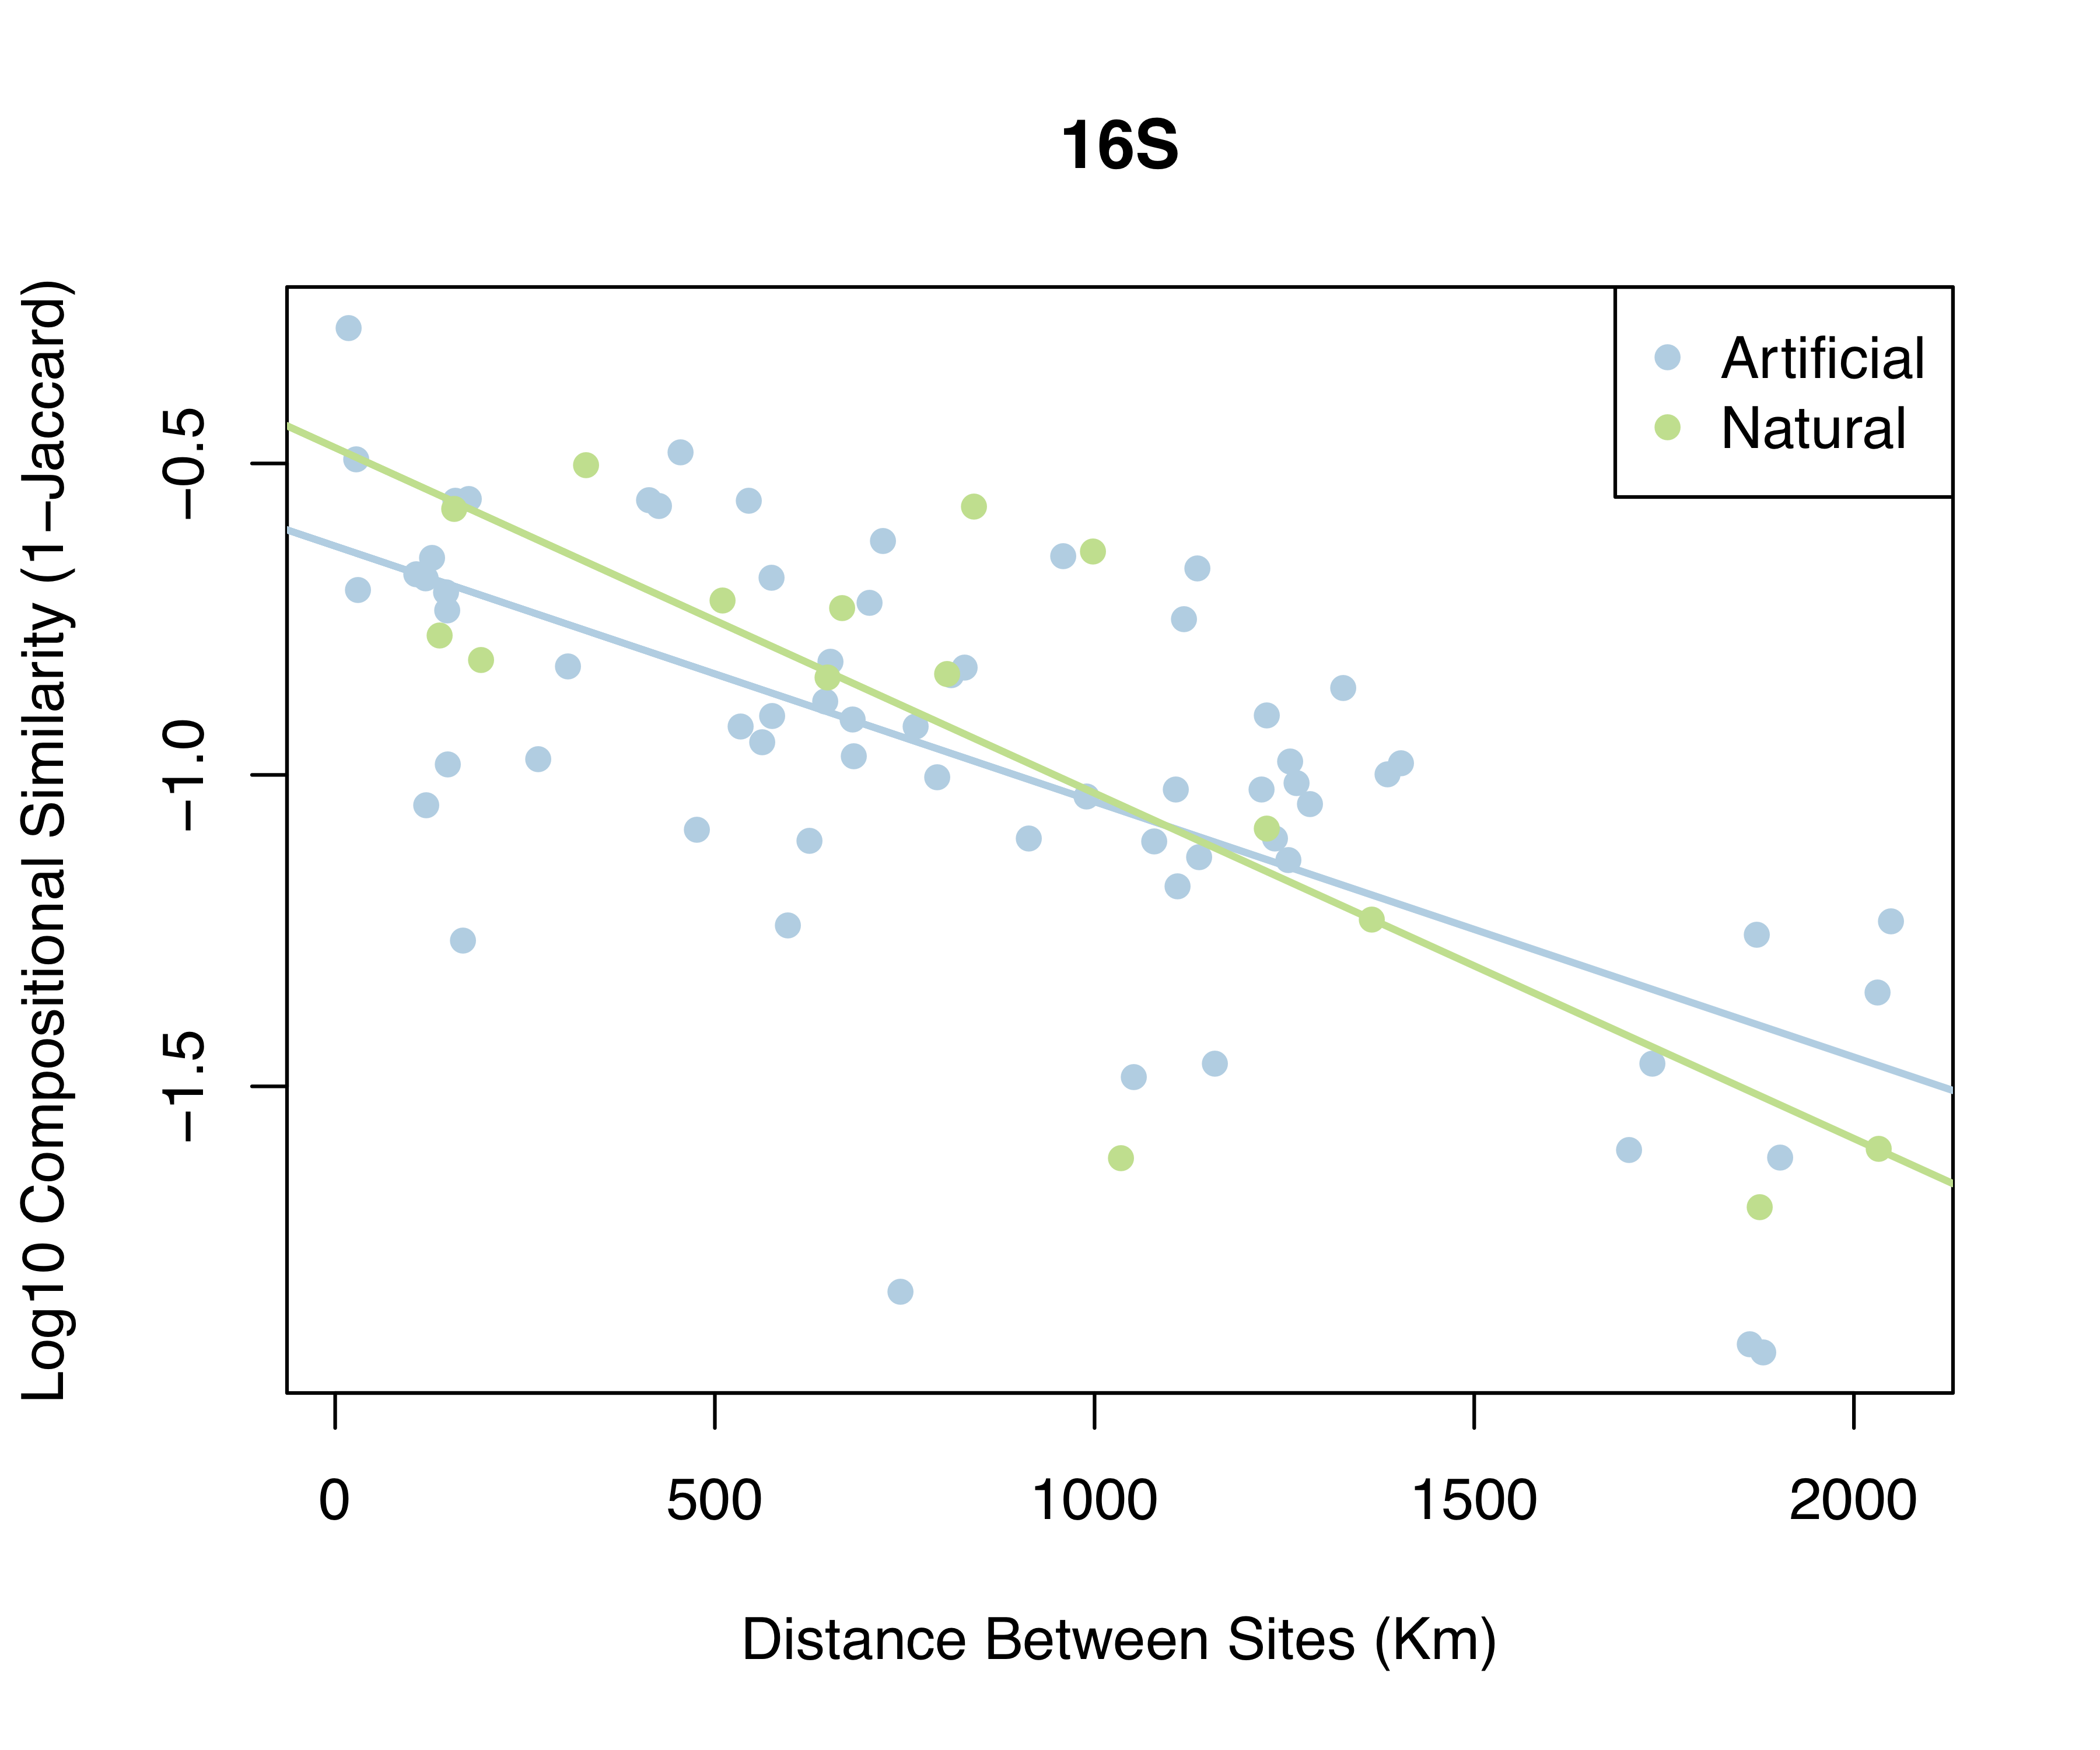 16S
Log10 Compositional Similarity (1−Jaccard)
−0.5
−1.0
−1.5
Artificial
Natural
0 500 1000 1500 2000
Distance Between Sites (Km)